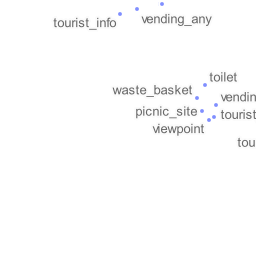 vending_any
tourist_info
toilet
waste_basket
vendin
picnic_site
tourist
viewpoint
tou